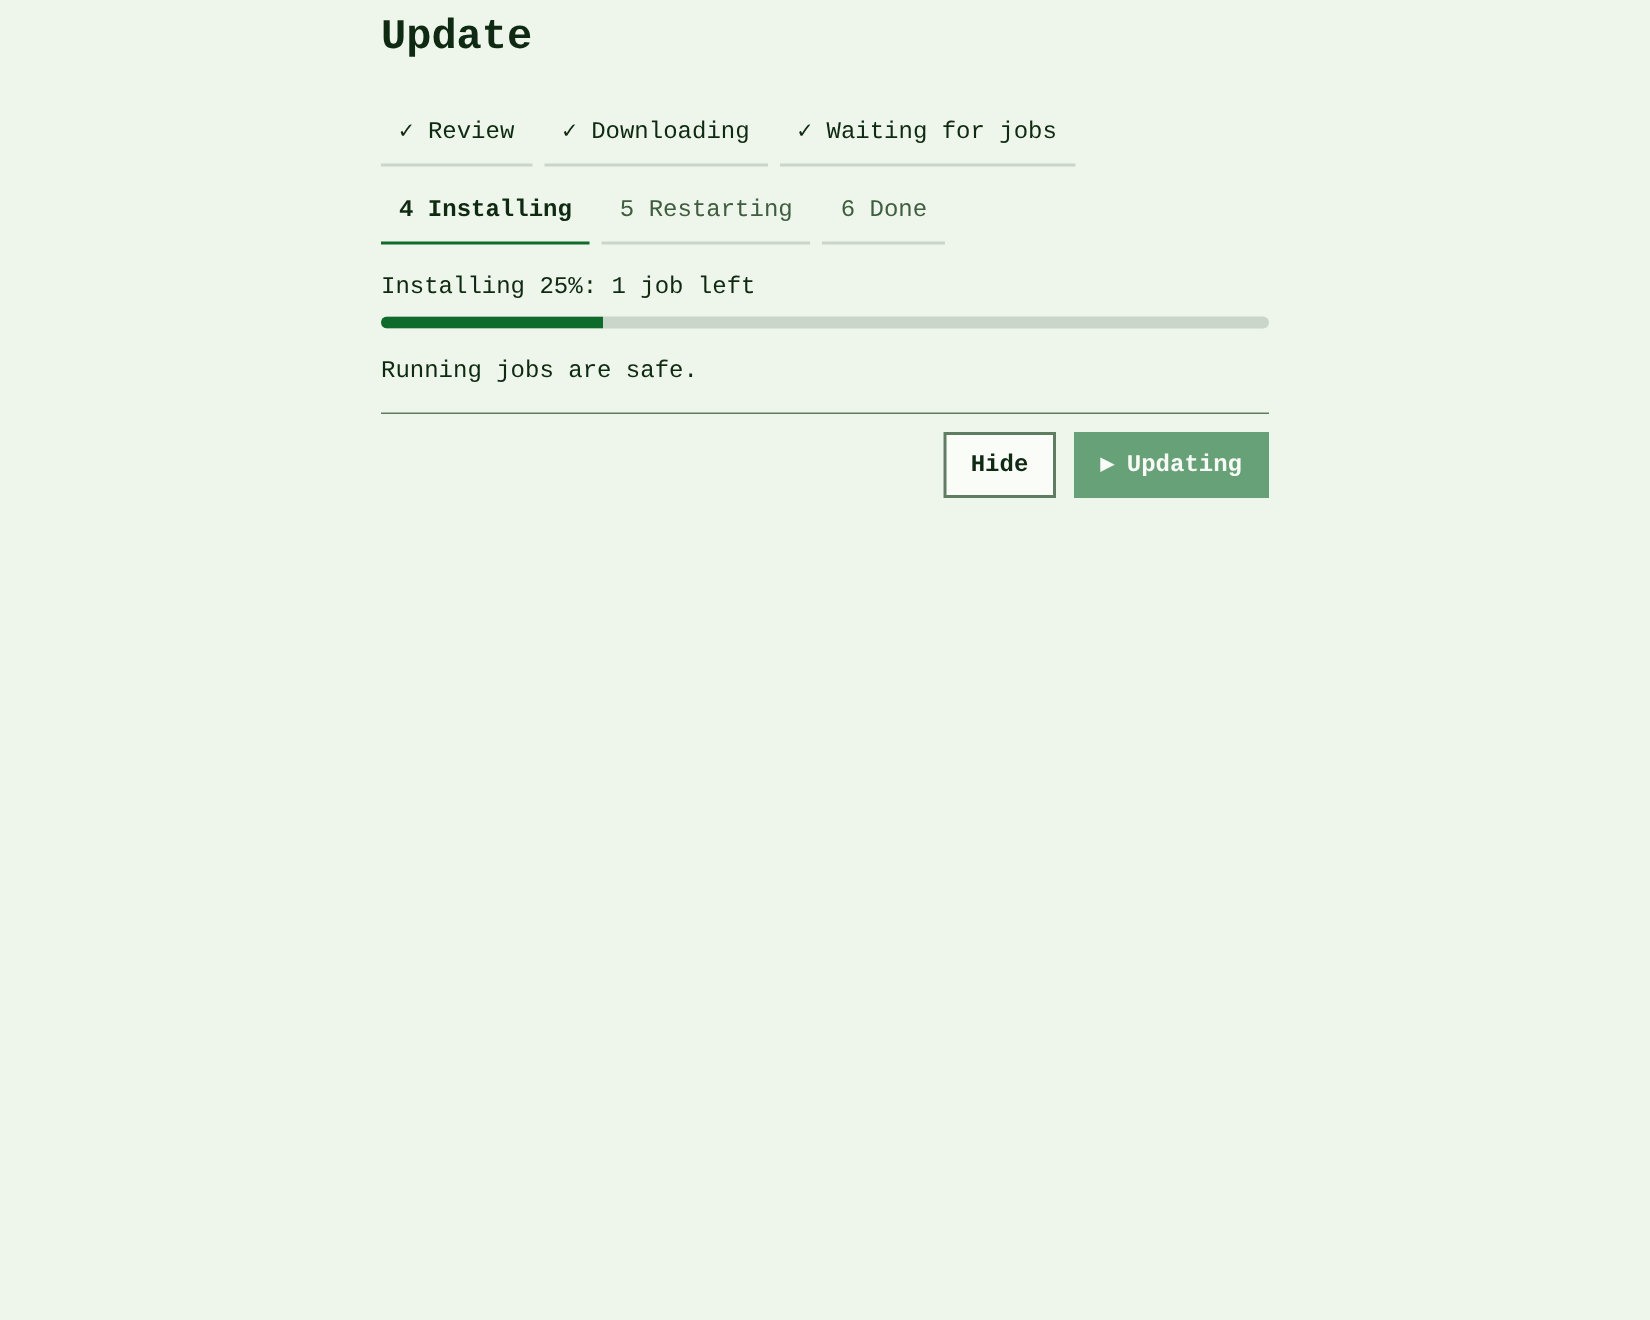 Update
✓ Review ✓ Downloading ✓ Waiting for jobs
4 Installing 5 Restarting 6 Done
Installing 25%: 1 job left
Running jobs are safe.
Hide ▶ Updating